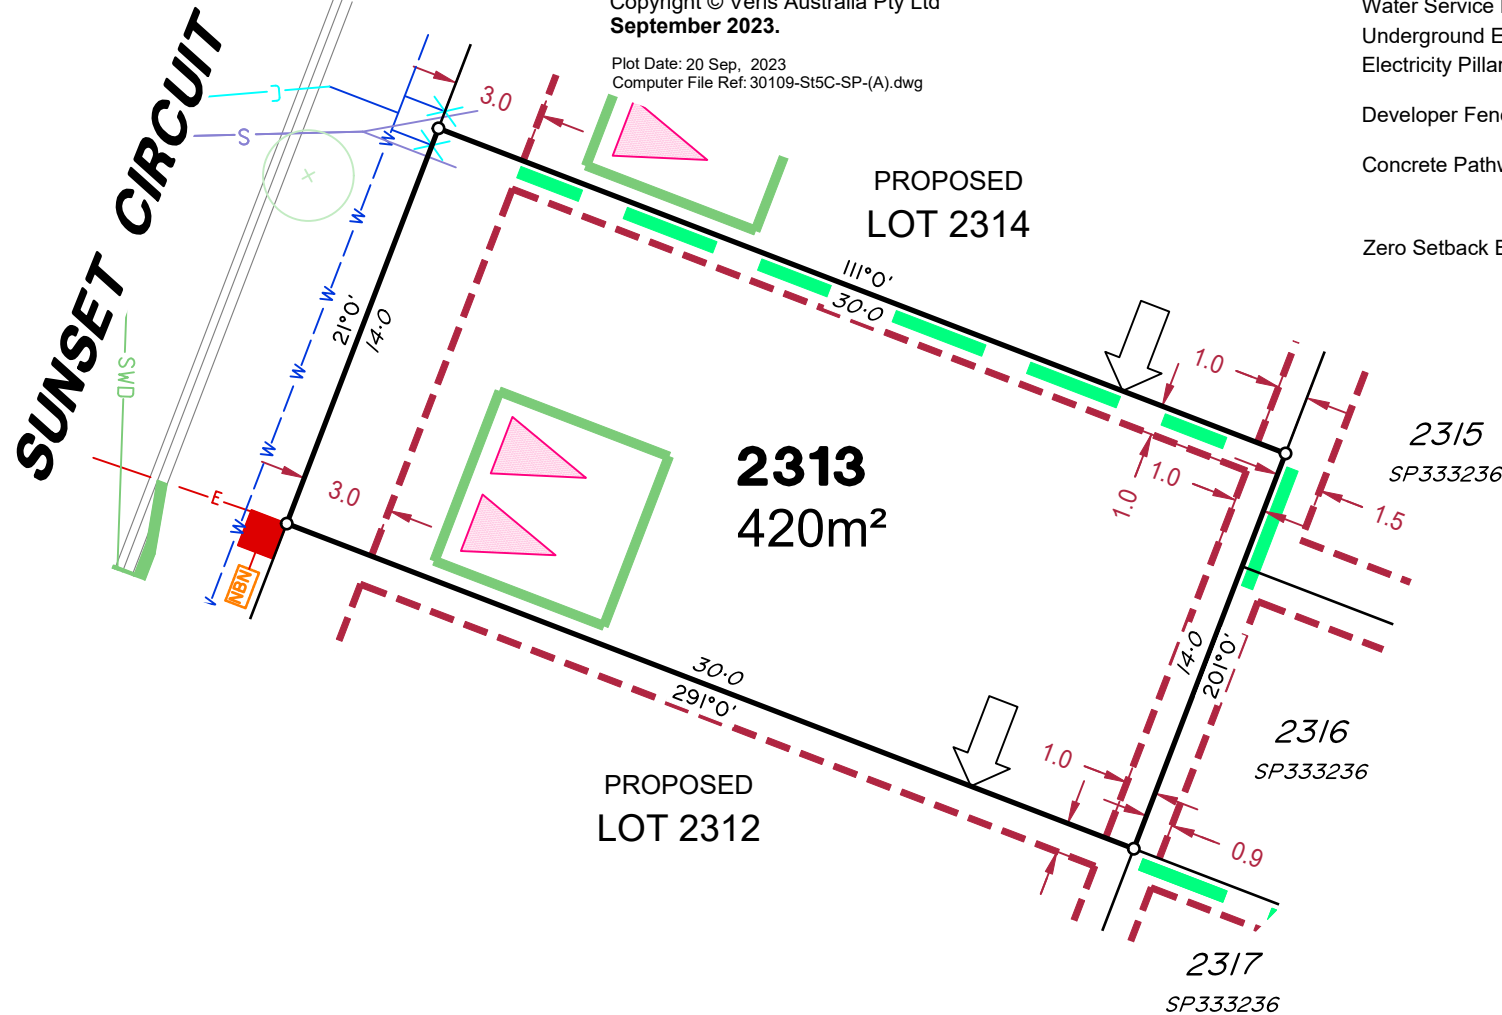 Copyright © Veris Australia Pty Ltd
September 2023.
Plot Date: 20 Sep, 2023
Computer File Ref: 30109-St5C-SP-(A).dwg
Water Service
Underground
Electricity Pillar
Developer
Concrete
Zero Setback
SUNSET CIRCUIT
S
3.0
W
PROPOSED
LOT 2314
111°0'
30·0
21°0'
14·0
W
W
W
SWD
W
W
E
NBN
3.0
2313
420m²
1.0
1.0
1.0
2315
SP333236
1.5
14·0
201°0'
30·0
291°0'
2316
SP333236
PROPOSED
LOT 2312
1.0
0.9
2317
SP333236